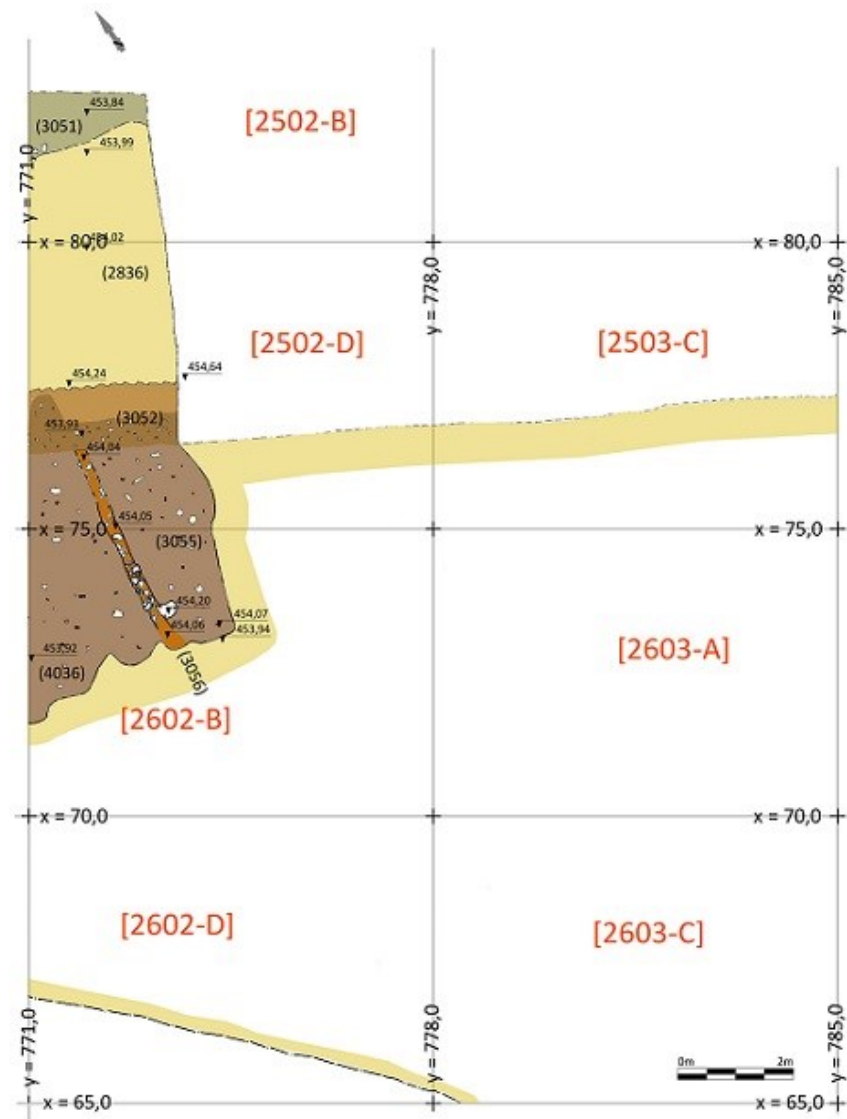 453,84
(3051)
[2502-B]
453,99
y = 771,0
x = 80,0
454,02
(2836)
y = 778,0
x = 80,0
y = 785,0
[2502-D]
[2503-C]
454,64
454,24
(3052)
453,93
454,04
454,05
x = 75,0
x = 75,0
(3055)
454,20
454,07
454,06
453,94
453,92
(4036)
(3056)
[2603-A]
[2602-B]
x = 70,0
x = 70,0
[2602-D]
[2603-C]
y = 771,0
y = 778,0
y = 785,0
0m 2m
x = 65,0
x = 65,0